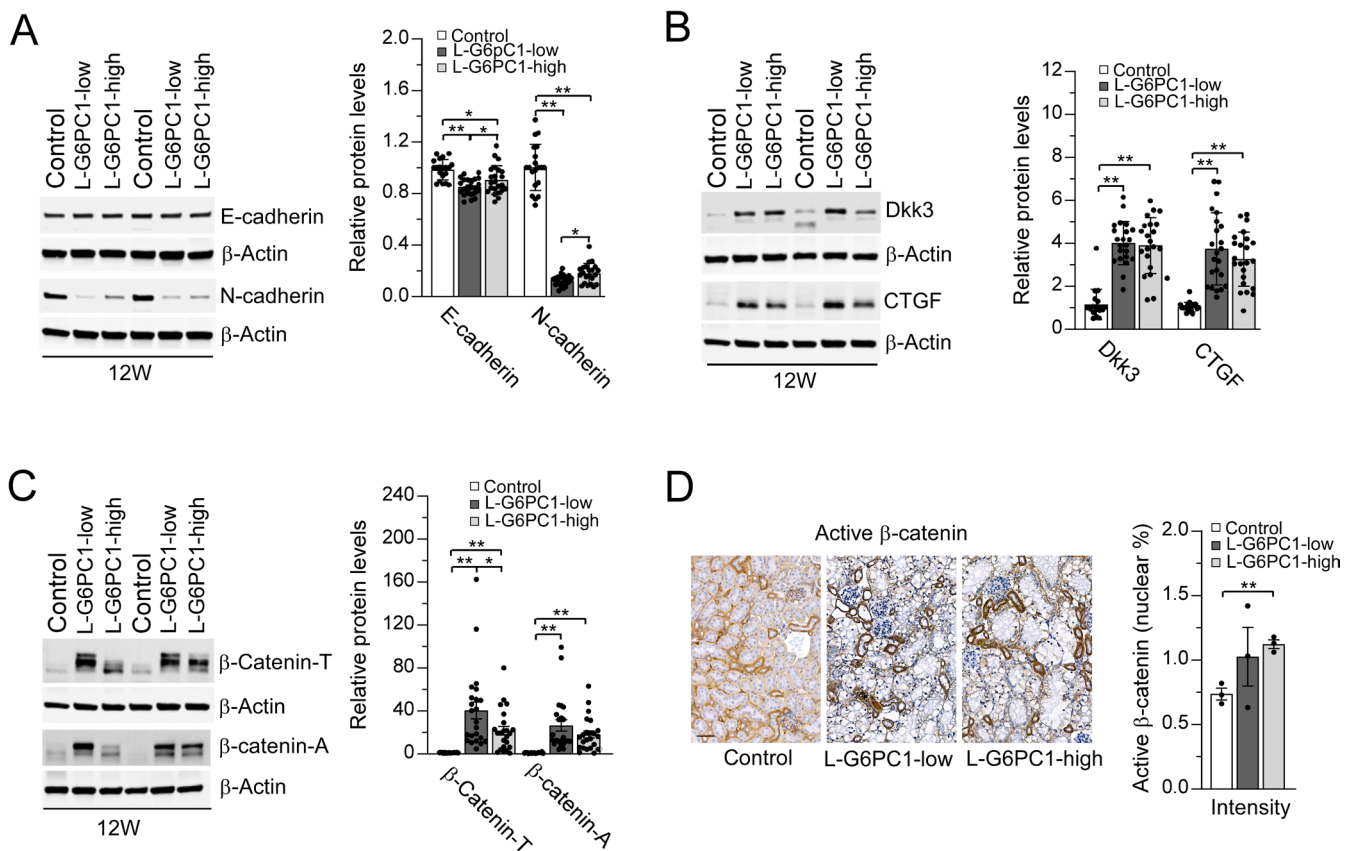 A
Control
L-G6PC1-low
L-G6PC1-high
Control
L-G6PC1-low
L-G6PC1-high
E-cadherin
β-Actin
N-cadherin
β-Actin
12W
Relative protein levels
2.0
1.6
1.2
0.8
0.4
0.0
Control
L-G6pC1-low
L-G6PC1-high
** * *
** **
*
E-cadherin
N-cadherin
B
Control
L-G6PC1-low
L-G6PC1-high
Control
L-G6PC1-low
L-G6PC1-high
Dkk3
β-Actin
CTGF
β-Actin
12W
Relative protein levels
12
10
8
6
4
2
0
Control
L-G6PC1-low
L-G6PC1-high
** **
** **
Dkk3
CTGF
C
Control
L-G6PC1-low
L-G6PC1-high
Control
L-G6PC1-low
L-G6PC1-high
β-Catenin-T
β-Actin
β-catenin-A
β-Actin
12W
Relative protein levels
240
200
160
120
80
40
0
Control
L-G6PC1-low
L-G6PC1-high
** ** *
** **
β-Catenin-T
β-catenin-A
D
Active β-catenin
Control
L-G6PC1-low
L-G6PC1-high
Active β-catenin (nuclear %)
2.0
1.5
1.0
0.5
0.0
Control
L-G6PC1-low
L-G6PC1-high
**
Intensity